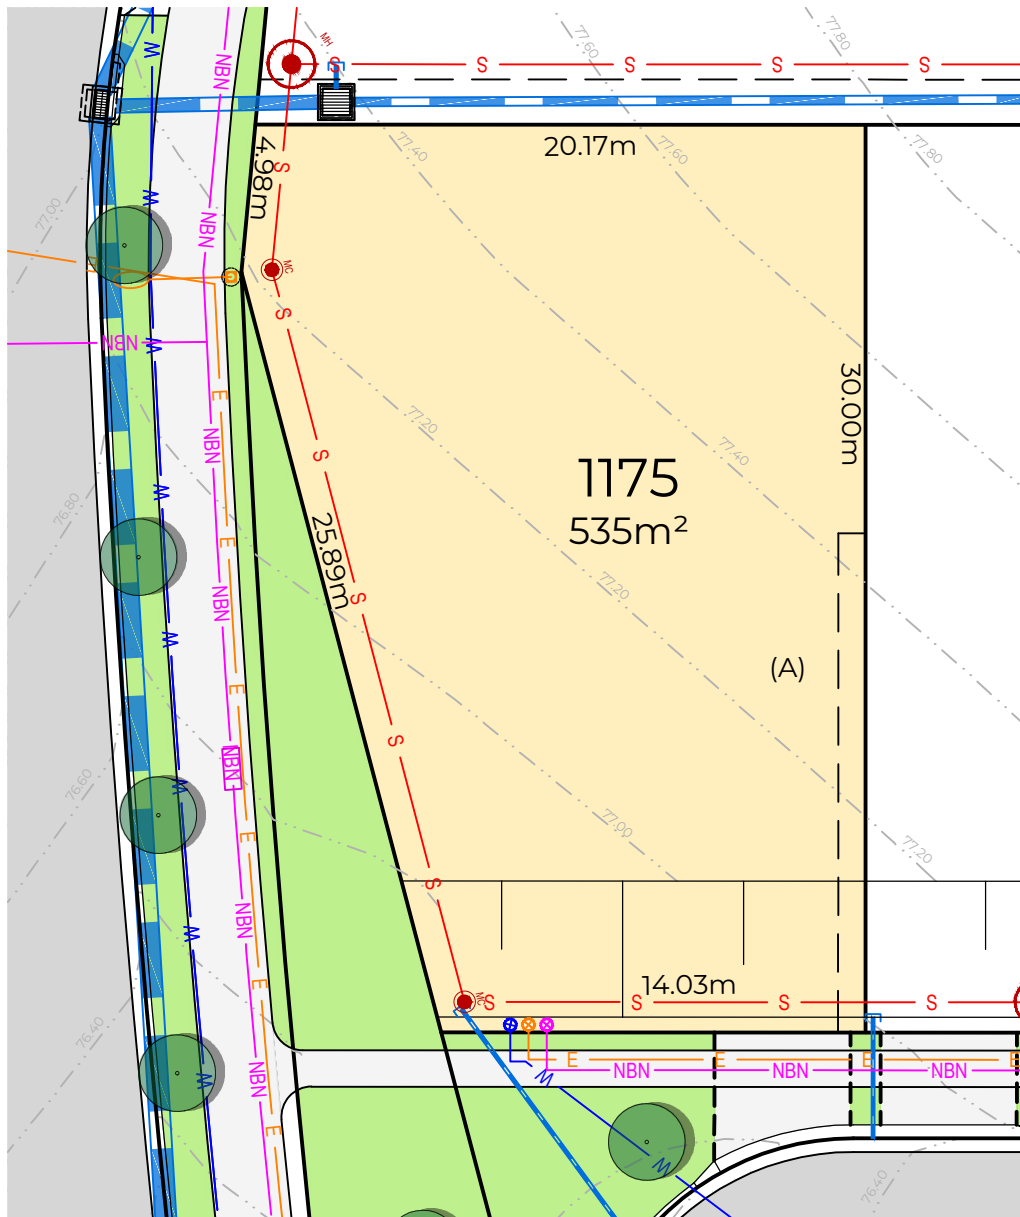 77.60
77.80
MH
S
S
S
S
S
W
NBN
20.17m
77.40
77.60
77.80
4.98m
S
W
NBN
77.00
MC
E
S
NBN
W
30.00m
E
77.20
77.40
NBN
S
1175
535m²
W
76.80
25.89m
E
77.20
S
NBN
W
(A)
E
S
NBN
W
76.60
77.00
E
77.20
S
NBN
W
14.03m
E
MC
S
S
S
S
76.40
E
E
E
NBN
NBN
NBN
NBN
W
W
E
W
76.40